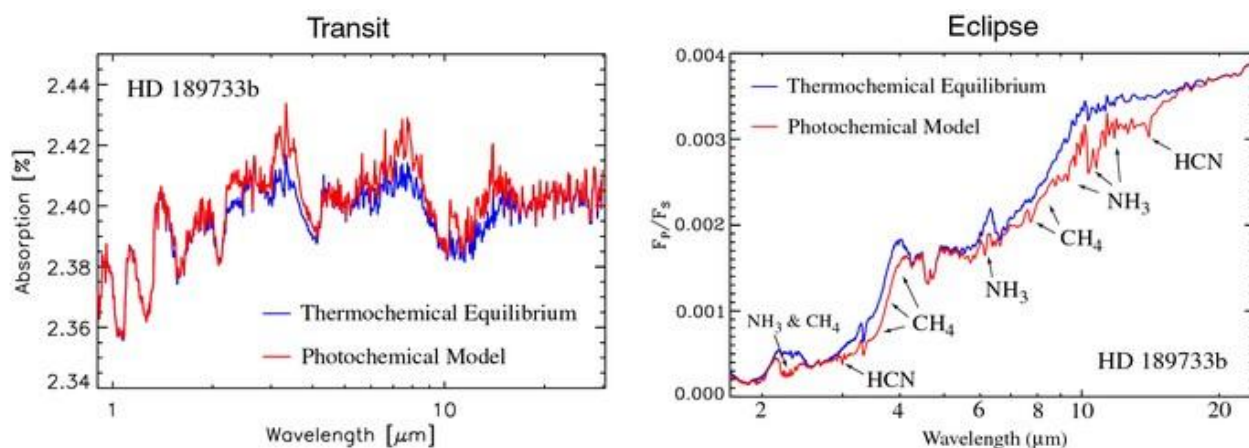 Transit
HD 189733b
Thermochemical Equilibrium
Photochemical Model
Absorption [%]
2.44
2.42
2.40
2.38
2.36
2.34
1
10
Wavelength [μm]
Eclipse
Thermochemical Equilibrium
Photochemical Model
HCN
NH₃
CH₄
NH₃
CH₄
NH₃ & CH₄
HCN
HD 189733b
F_P/F_S
0.004
0.003
0.002
0.001
0.000
2
4
6
8
10
20
Wavelength (μm)